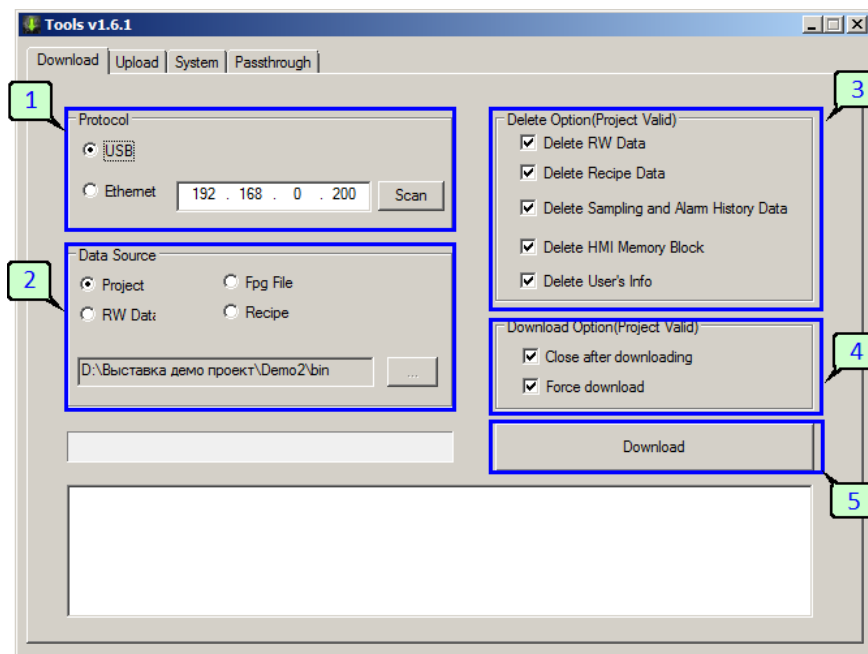 Tools v1.6.1
Download Upload System Passthrough
1
Protocol
USB
Ethernet 192 . 168 . 0 . 200 Scan
2
Data Source
Project Fpg File
RW Data Recipe
D:\Выставка демо проект\Demo2\bin ...
3
Delete Option(Project Valid)
Delete RW Data
Delete Recipe Data
Delete Sampling and Alarm History Data
Delete HMI Memory Block
Delete User's Info
4
Download Option(Project Valid)
Close after downloading
Force download
Download
5